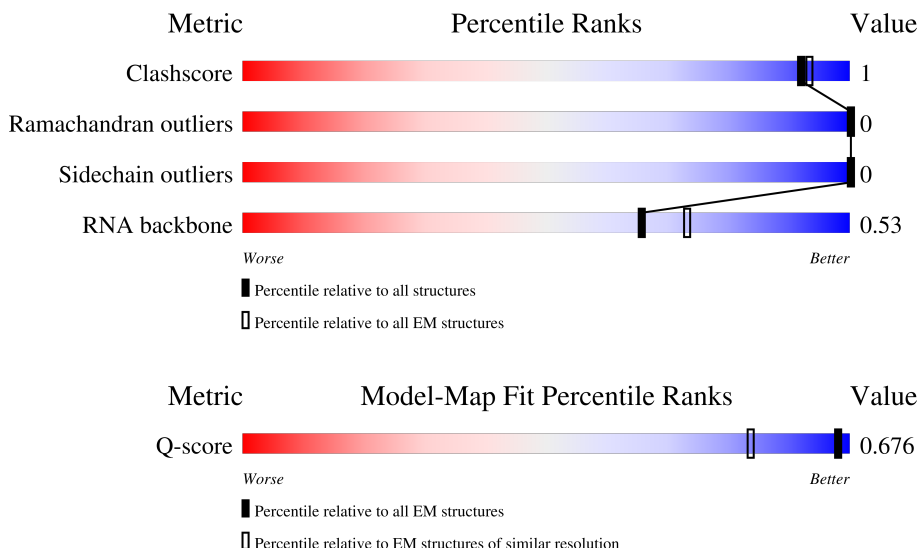 Metric Percentile Ranks Value
Clashscore 1
Ramachandran outliers 0
Sidechain outliers 0
RNA backbone 0.53
Worse Better
Percentile relative to all structures
Percentile relative to all EM structures
Metric Model-Map Fit Percentile Ranks Value
Q-score 0.676
Worse Better
Percentile relative to all EM structures
Percentile relative to EM structures of similar resolution